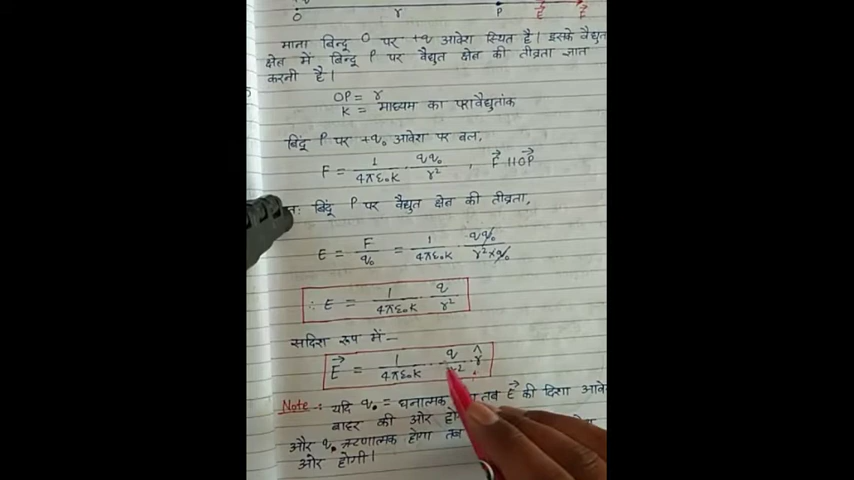 O r P E F
माना बिन्दू O पर +q आवेश स्थित है। इसके वैद्युत
क्षेत्र में बिन्दू P पर वैद्युत क्षेत्र की तीव्रता ज्ञात
करनी है।
OP = r
K = माध्यम का परावैद्युतांक
बिंदू P पर +q₀ आवेश पर बल,
F = 1/4πε₀K · qq₀/r² , F⃗ ǁ OP⃗
बिंदू P पर वैद्युत क्षेत्र की तीव्रता,
E = F/q₀ = 1/4πε₀K · qq₀/r²×q₀
∴ E = 1/4πε₀K · q/r²
सदिश रूप में—
E⃗ = 1/4πε₀K · q/r² · r̂
Note :- यदि q₀ = धनात्मक तब E⃗ की दिशा
बाहर की ओर
और q₀ ऋणात्मक होगा तब
ओर होगी।